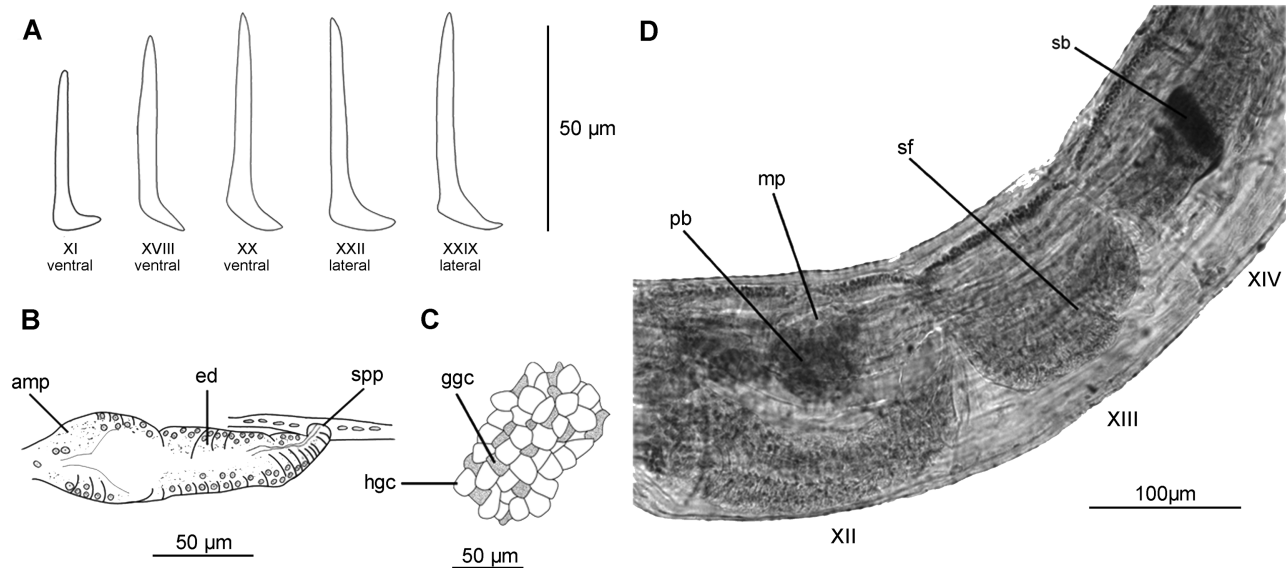 A
XI
ventral
XVIII
ventral
XX
ventral
XXII
lateral
XXIX
lateral
50 µm
B
amp
ed
spp
50 µm
C
ggc
hgc
50 µm
D
sb
sf
mp
pb
XIV
XIII
XII
100µm